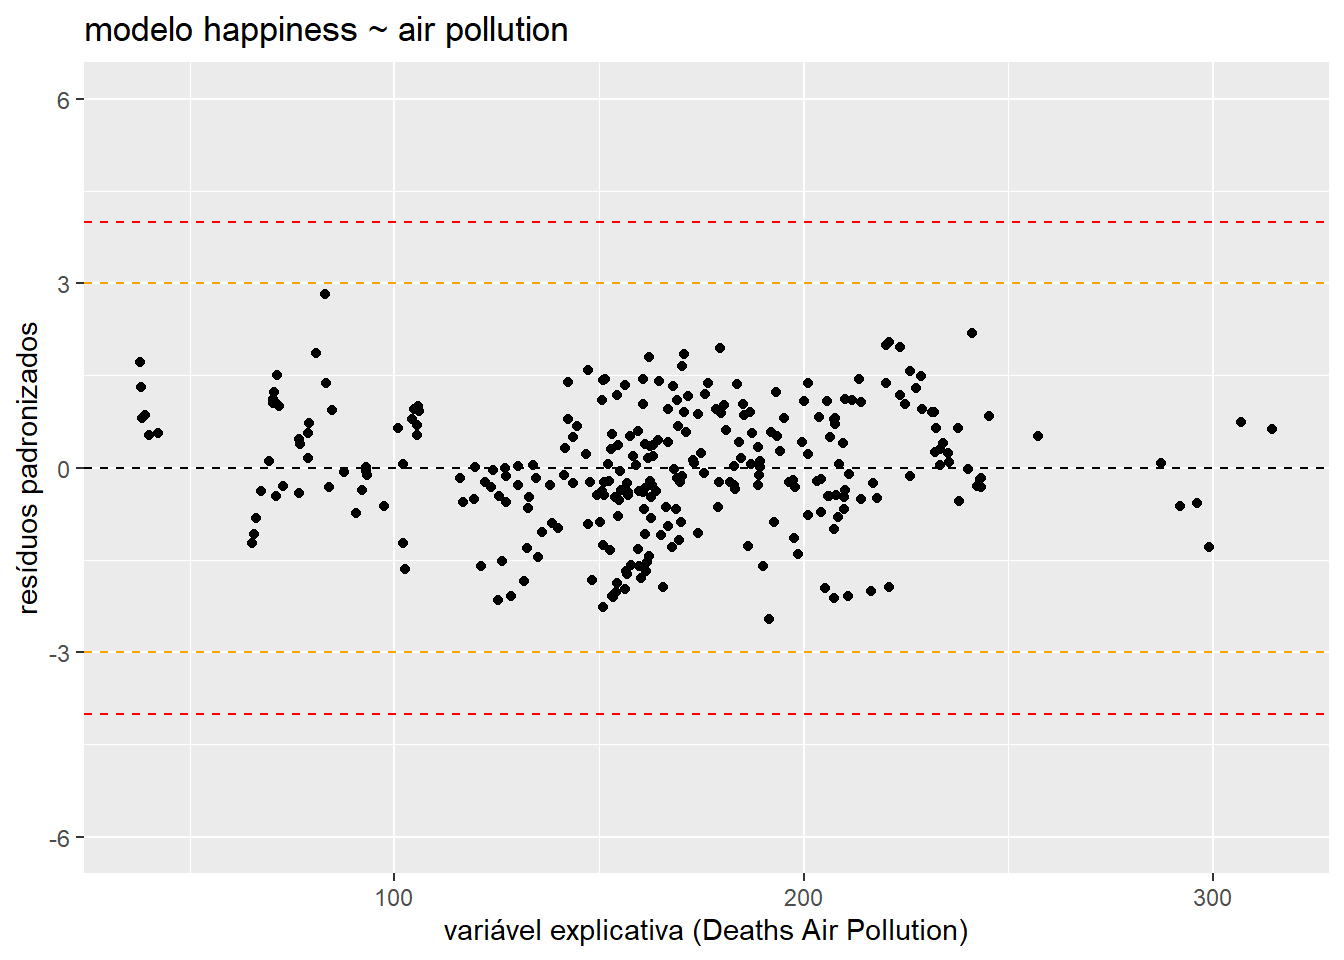 modelo happiness ~ air pollution
resíduos padronizados
6
3
0
-3
-6
100
200
300
variável explicativa (Deaths Air Pollution)